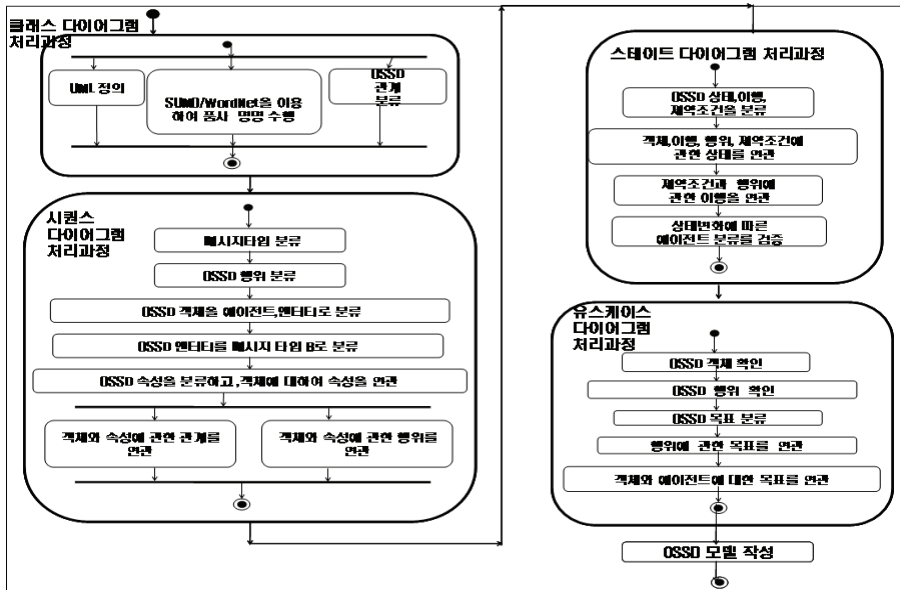 클래스 다이어그램
처리과정
UML 정의
SUMO/WordNet을 이용
하여 품사 명명 수행
OSSD
관계
분류
시퀀스
다이어그램
처리과정
메시지타입 분류
OSSD 행위 분류
OSSD 객체을 에이전트,엔터티로 분류
OSSD 엔터티를 메시지 타입 B로 분류
OSSD 속성을 분류하고 ,객체에 대하여 속성을 연관
객체와 속성에 관한 관계를
연관
객체와 속성에 관한 행위를
연관
스테이트 다이어그램 처리과정
OSSD 상태,이행,
제약조건을 분류
객체,이행, 행위, 제약조건에
관한 상태를 연관
제약조건과 행위에
관한 이행을 연관
상태변화에 따른
에이전트 분류를 검증
유스케이스
다이어그램
처리과정
OSSD 객체 확인
OSSD 행위 확인
OSSD 목표 분류
행위에 관한 목표를 연관
객체와 에이전트에 대한 목표를 연관
OSSD 모델 작성